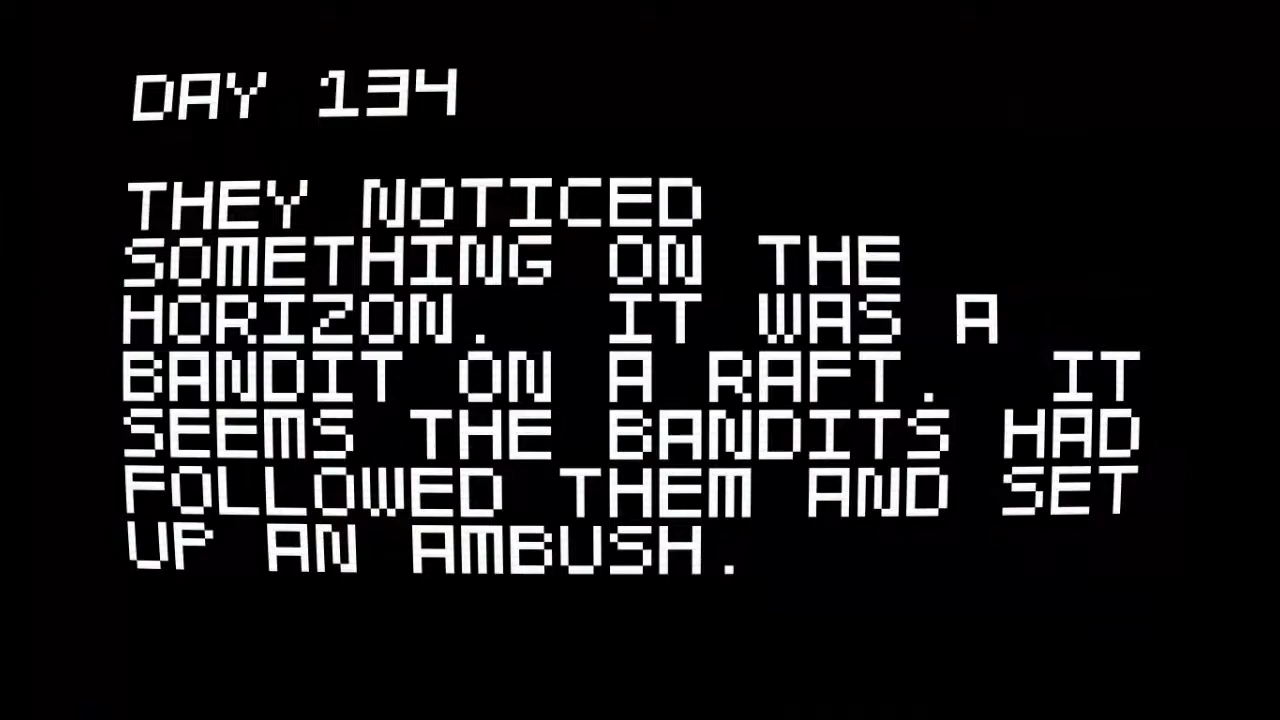 DAY 134
THEY NOTICED
SOMETHING ON THE
HORIZON. IT WAS A
BANDIT ON A RAFT. IT
SEEMS THE BANDITS HAD
FOLLOWED THEM AND SET
UP AN AMBUSH.